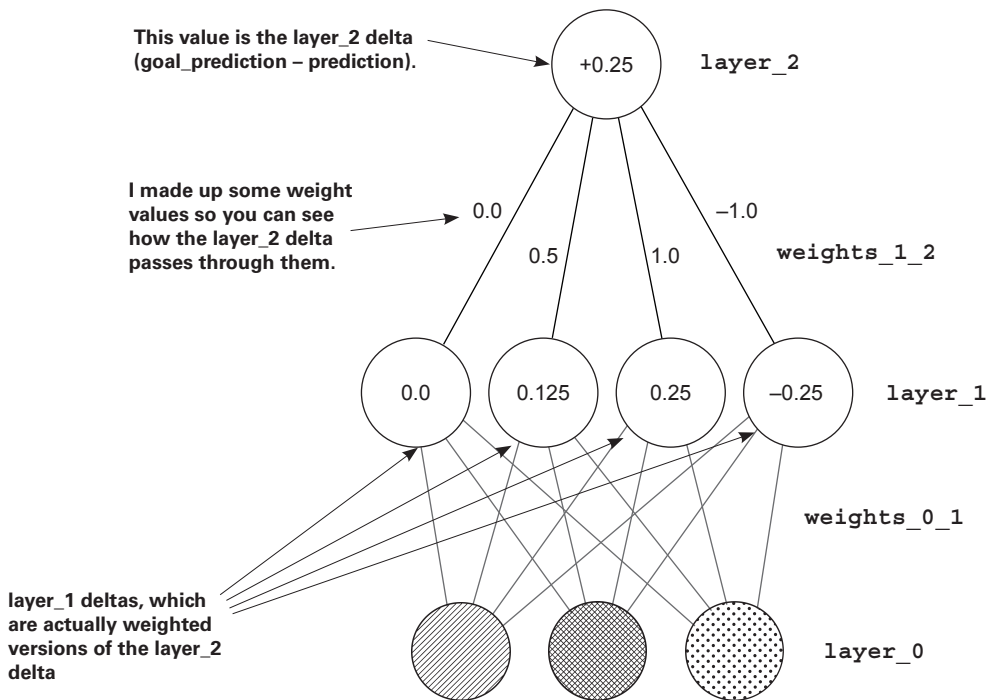 This value is the layer_2 delta
(goal_prediction – prediction).
+0.25
layer_2
I made up some weight
values so you can see
how the layer_2 delta
passes through them.
0.0
–1.0
0.5
1.0
weights_1_2
0.0
0.125
0.25
–0.25
layer_1
weights_0_1
layer_1 deltas, which
are actually weighted
versions of the layer_2
delta
layer_0